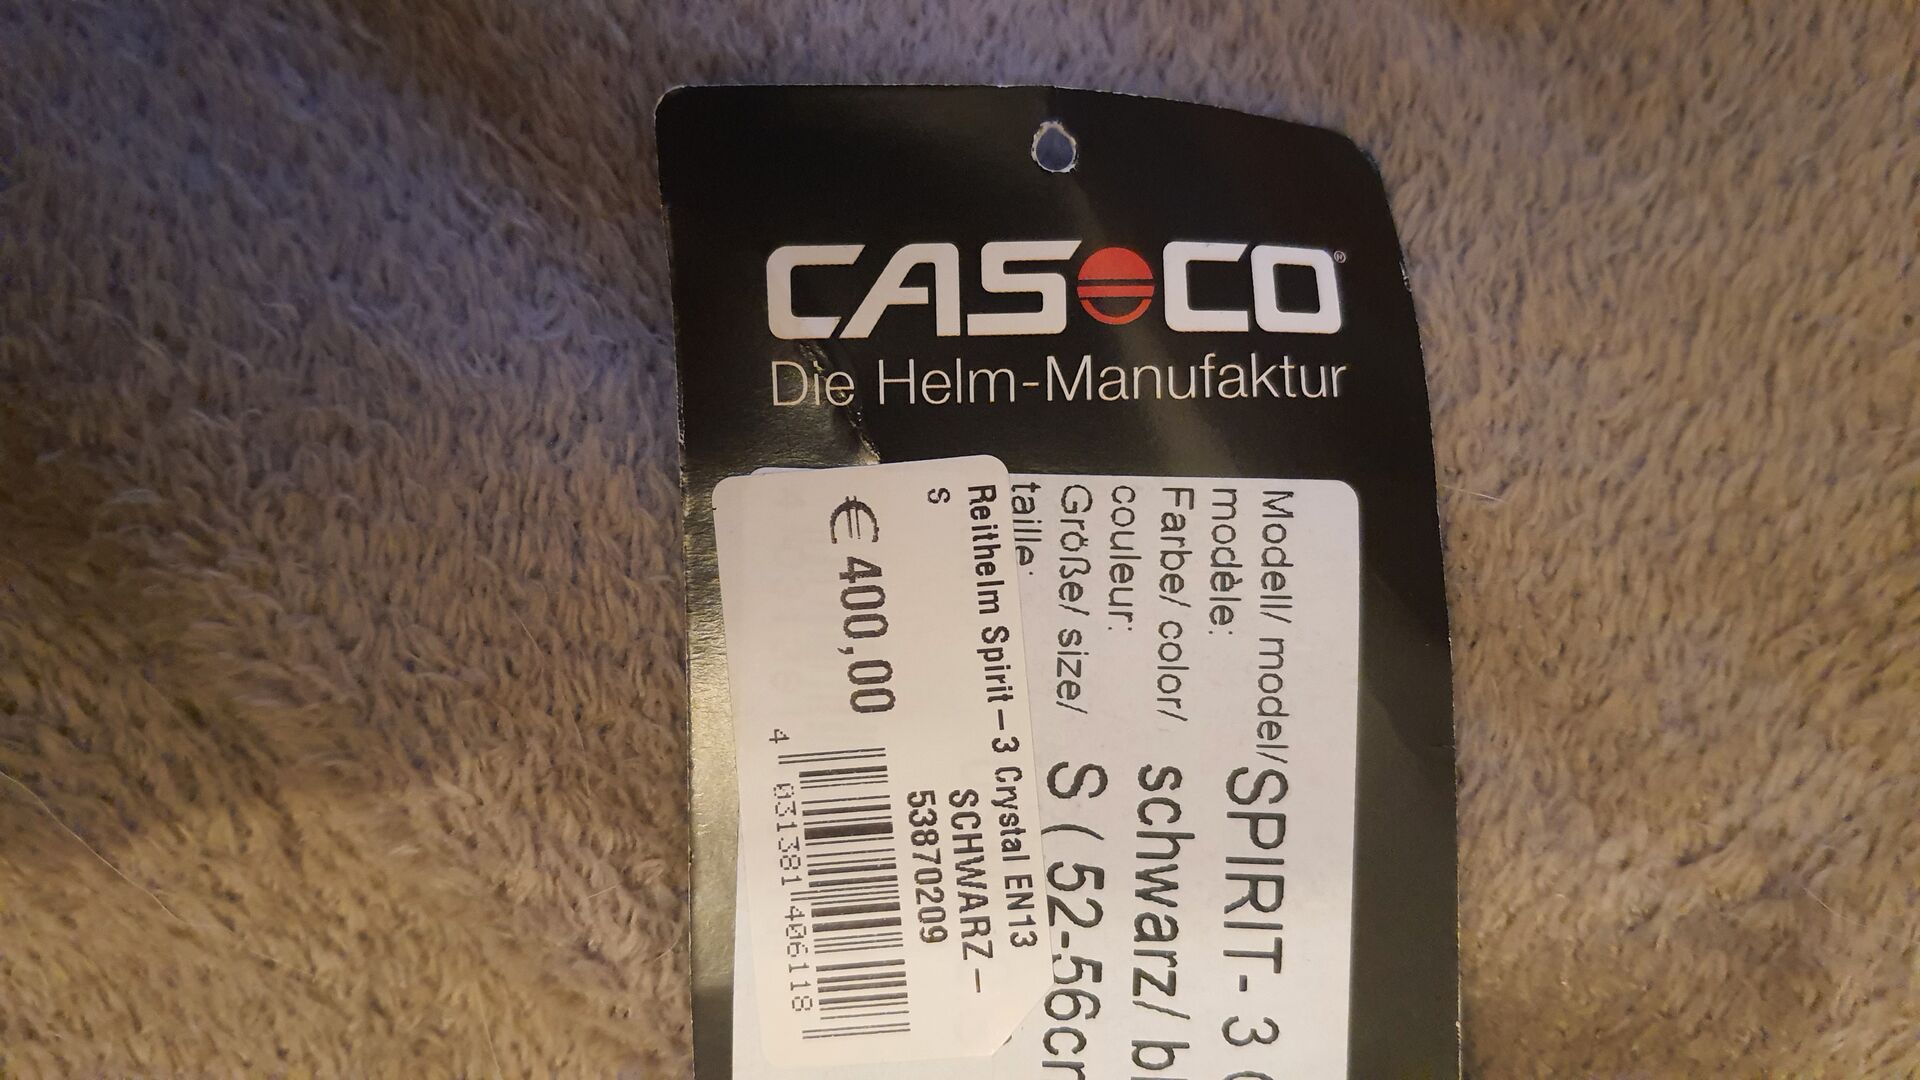 CASCO®
Die Helm-Manufaktur
Modell/ model/
modèle:
SPIRIT - 3
Farbe/ color/
couleur:
schwarz/
Größe/ size/
taille:
S ( 52-56
Reithelm Spirit-3 Crystal EN13
SCHWARZ -
S
53870209
€ 400,00
4 031381 406118